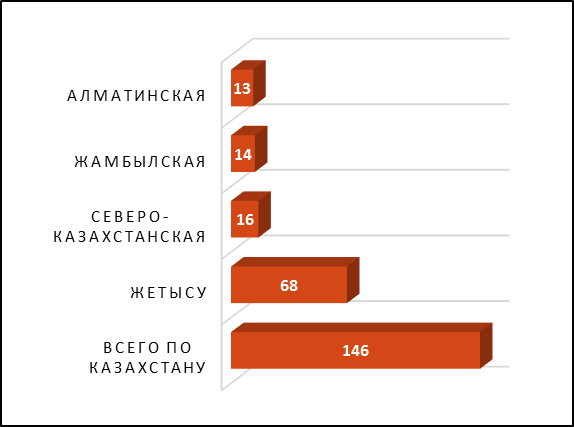 АЛМАТИНСКАЯ
13
ЖАМБЫЛСКАЯ
14
СЕВЕРО-
КАЗАХСТАНСКАЯ
16
ЖЕТЫСУ
68
ВСЕГО ПО
КАЗАХСТАНУ
146